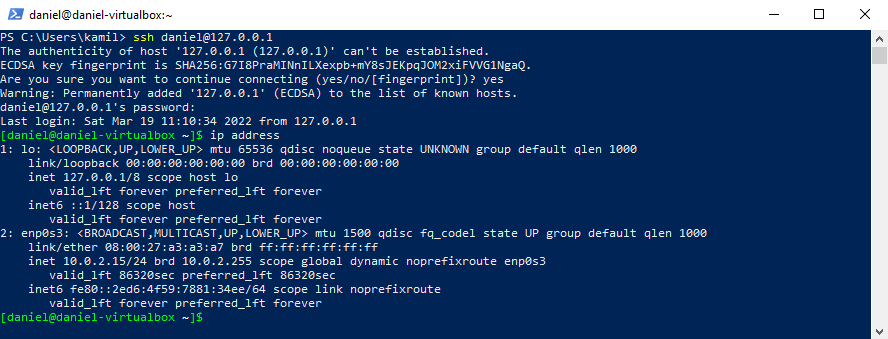 daniel@daniel-virtualbox:~
PS C:\Users\kamil> ssh daniel@127.0.0.1
The authenticity of host '127.0.0.1 (127.0.0.1)' can't be established.
ECDSA key fingerprint is SHA256:G7I8PraMINnILXexpb+mY8sJEKpqJOM2xiFVVG1NgaQ.
Are you sure you want to continue connecting (yes/no/[fingerprint])? yes
Warning: Permanently added '127.0.0.1' (ECDSA) to the list of known hosts.
daniel@127.0.0.1's password:
Last login: Sat Mar 19 11:10:34 2022 from 127.0.0.1
[daniel@daniel-virtualbox ~]$ ip address
1: lo: <LOOPBACK,UP,LOWER_UP> mtu 65536 qdisc noqueue state UNKNOWN group default qlen 1000
    link/loopback 00:00:00:00:00:00 brd 00:00:00:00:00:00
    inet 127.0.0.1/8 scope host lo
       valid_lft forever preferred_lft forever
    inet6 ::1/128 scope host
       valid_lft forever preferred_lft forever
2: enp0s3: <BROADCAST,MULTICAST,UP,LOWER_UP> mtu 1500 qdisc fq_codel state UP group default qlen 1000
    link/ether 08:00:27:a3:a3:a7 brd ff:ff:ff:ff:ff:ff
    inet 10.0.2.15/24 brd 10.0.2.255 scope global dynamic noprefixroute enp0s3
       valid_lft 86320sec preferred_lft 86320sec
    inet6 fe80::2ed6:4f59:7881:34ee/64 scope link noprefixroute
       valid_lft forever preferred_lft forever
[daniel@daniel-virtualbox ~]$